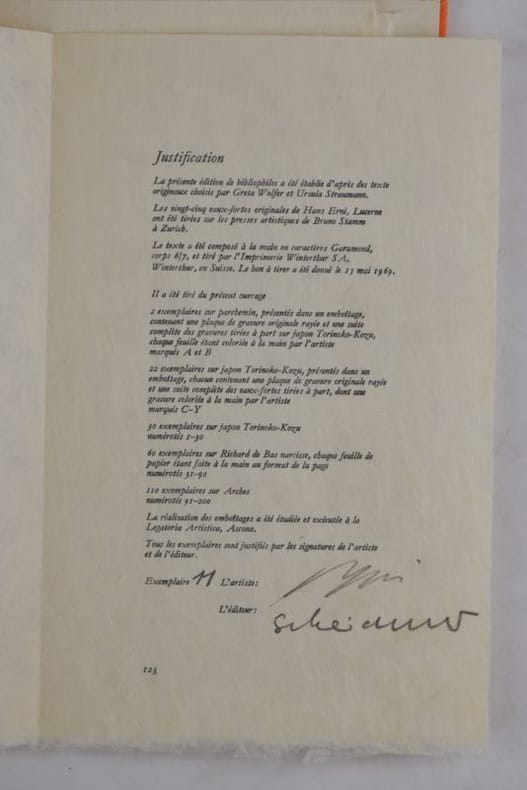 Justification
La présente édition de bibliophiles a été établie d'après des texte
originaux choisis par Greta Wolfer et Ursula Straumann.
Les vingt-cinq eaux-fortes originales de Hans Erni, Lucerne
ont été tirées sur les presses artistiques de Bruno Stamm
à Zurich.
Le texte a été composé à la main en caractères Garamond,
corps 6/7, et tiré par l'Imprimerie Winterthur SA,
Winterthur, en Suisse. Le bon à tirer a été donné le 15 mai 1969.
Il a été tiré du présent ouvrage
2 exemplaires sur parchemin, présentés dans un emboîtage,
contenant une plaque de gravure originale rayée et une suite
complète des gravures tirées à part sur japon Torinoko-Kozu,
chaque feuille étant coloriée à la main par l'artiste
marqués A et B
22 exemplaires sur japon Torinoko-Kozu, présentés dans un
emboîtage, chacun contenant une plaque de gravure originale rayée
et une suite complète des eaux-fortes tirées à part, dont une
gravure coloriée à la main par l'artiste
marqués C-Y
30 exemplaires sur japon Torinoko-Kozu
numérotés 1-30
60 exemplaires sur Richard de Bas narcisse, chaque feuille de
papier étant faite à la main au format de la page
numérotés 31-90
110 exemplaires sur Arches
numérotés 91-200
La réalisation des emboîtages a été étudiée et exécutée à la
Legatoria Artistica, Ascona.
Tous les exemplaires sont justifiés par les signatures de l'artiste
et de l'éditeur.
Exemplaire 11 L'artiste:
L'éditeur:
123